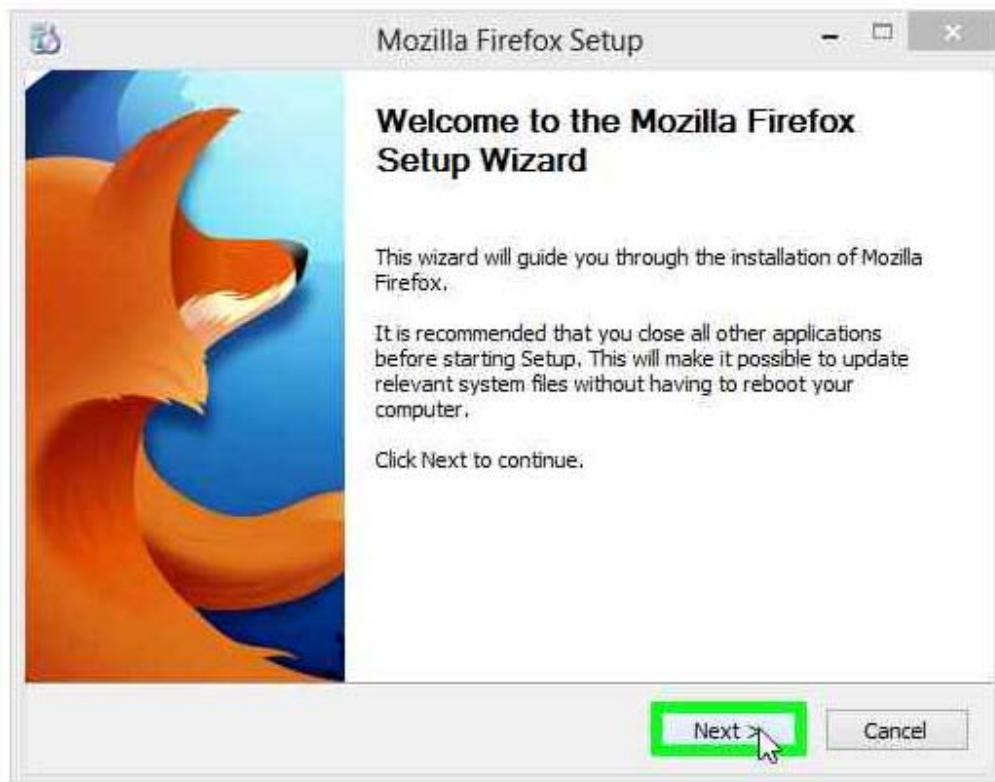 Mozilla Firefox Setup
Welcome to the Mozilla Firefox
Setup Wizard
This wizard will guide you through the installation of Mozilla
Firefox.
It is recommended that you close all other applications
before starting Setup. This will make it possible to update
relevant system files without having to reboot your
computer.
Click Next to continue.
Next >
Cancel